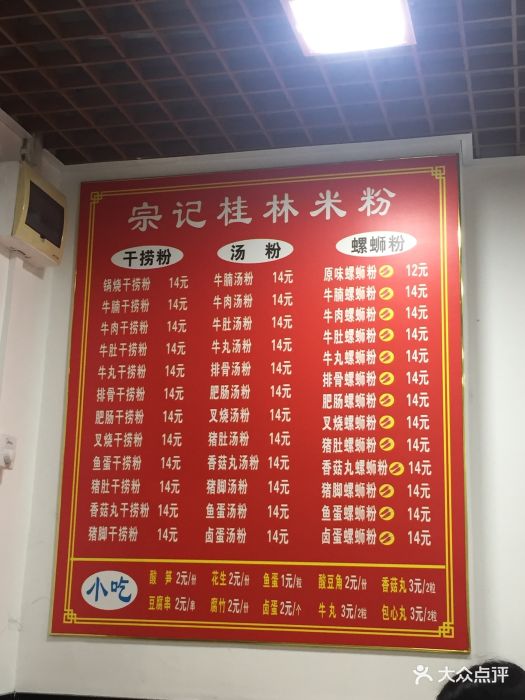 宗记桂林米粉
干捞粉
锅烧干捞粉 14元
牛腩干捞粉 14元
牛肉干捞粉 14元
牛肚干捞粉 14元
牛丸干捞粉 14元
排骨干捞粉 14元
肥肠干捞粉 14元
叉烧干捞粉 14元
鱼蛋干捞粉 14元
猪肚干捞粉 14元
香菇丸干捞粉 14元
猪脚干捞粉 14元
汤 粉
牛腩汤粉 14元
牛肉汤粉 14元
牛肚汤粉 14元
牛丸汤粉 14元
排骨汤粉 14元
肥肠汤粉 14元
叉烧汤粉 14元
猪肚汤粉 14元
香菇丸汤粉 14元
猪脚汤粉 14元
鱼蛋汤粉 14元
卤蛋汤粉 14元
螺蛳粉
原味螺蛳粉 12元
牛腩螺蛳粉 14元
牛肉螺蛳粉 14元
牛肚螺蛳粉 14元
牛丸螺蛳粉 14元
排骨螺蛳粉 14元
肥肠螺蛳粉 14元
叉烧螺蛳粉 14元
猪肚螺蛳粉 14元
香菇丸螺蛳粉 14元
猪脚螺蛳粉 14元
鱼蛋螺蛳粉 14元
卤蛋螺蛳粉 14元
小吃
酸笋 2元/份 花生 2元/份 鱼蛋 1元/粒 酸豆角 2元/份 香菇丸 3元/2粒
豆腐串 2元/串 腐竹 2元/份 卤蛋 2元/个 牛丸 3元/2粒 包心丸 3元/2粒
大众点评